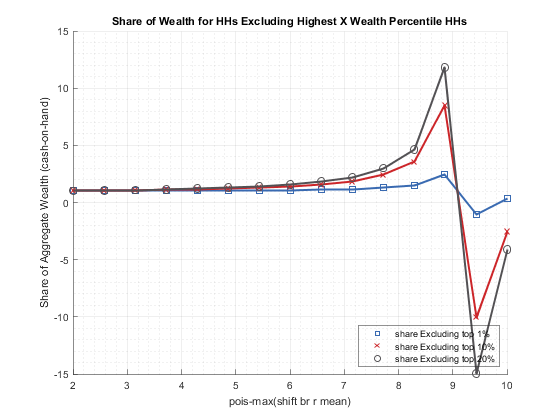 Share of Wealth for HHs Excluding Highest X Wealth Percentile HHs
Share of Aggregate Wealth (cash-on-hand)
15
10
5
0
-5
-10
-15
share Excluding top 1%
share Excluding top 10%
share Excluding top 20%
2 3 4 5 6 7 8 9 10
pois-max(shift br r mean)